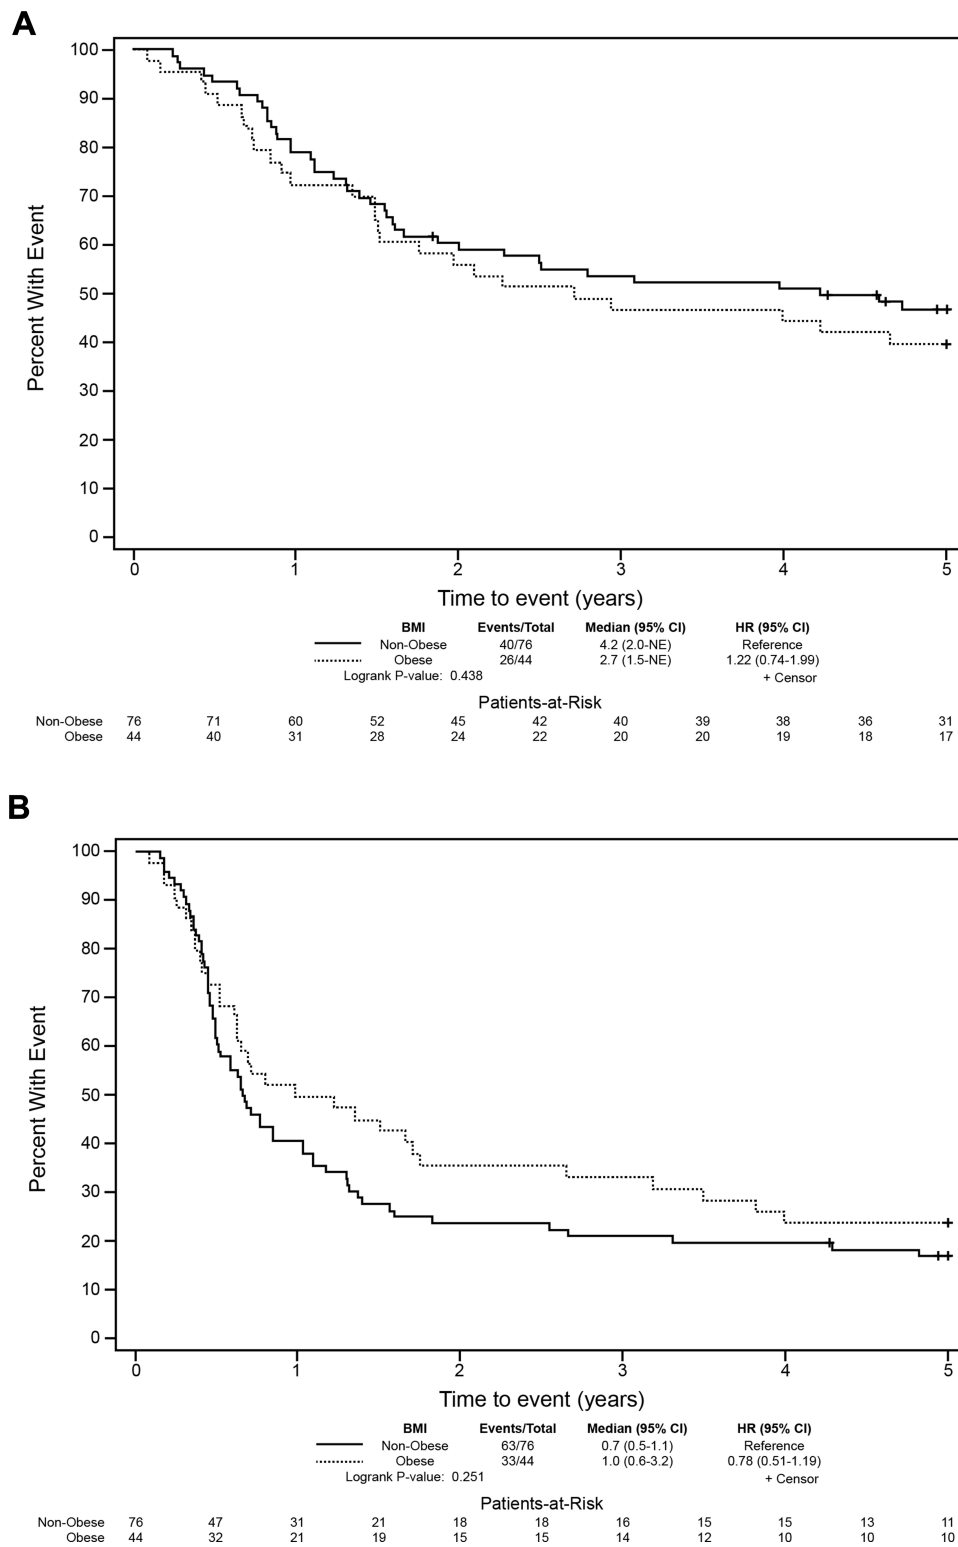 A
Percent With Event
100
90
80
70
60
50
40
30
20
10
0
0 1 2 3 4 5
Time to event (years)
BMI Events/Total Median (95% CI) HR (95% CI)
Non-Obese 40/76 4.2 (2.0-NE) Reference
Obese 26/44 2.7 (1.5-NE) 1.22 (0.74-1.99)
Logrank P-value: 0.438 + Censor
Patients-at-Risk
Non-Obese 76 71 60 52 45 42 40 39 38 36 31
Obese 44 40 31 28 24 22 20 20 19 18 17
B
Percent With Event
100
90
80
70
60
50
40
30
20
10
0
0 1 2 3 4 5
Time to event (years)
BMI Events/Total Median (95% CI) HR (95% CI)
Non-Obese 63/76 0.7 (0.5-1.1) Reference
Obese 33/44 1.0 (0.6-3.2) 0.78 (0.51-1.19)
Logrank P-value: 0.251 + Censor
Patients-at-Risk
Non-Obese 76 47 31 21 18 18 16 15 15 13 11
Obese 44 32 21 19 15 15 14 12 10 10 10